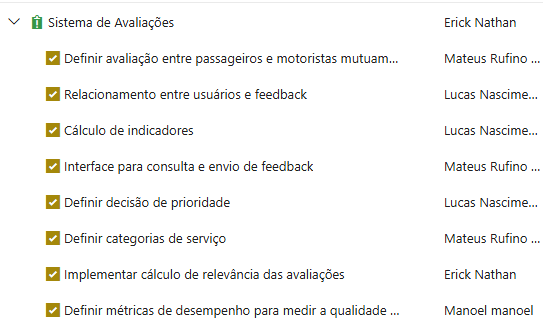 Sistema de Avaliações Erick Nathan
Definir avaliação entre passageiros e motoristas mutuam... Mateus Rufino ...
Relacionamento entre usuários e feedback Lucas Nascime...
Cálculo de indicadores Lucas Nascime...
Interface para consulta e envio de feedback Mateus Rufino ...
Definir decisão de prioridade Lucas Nascime...
Definir categorias de serviço Mateus Rufino ...
Implementar cálculo de relevância das avaliações Erick Nathan
Definir métricas de desempenho para medir a qualidade ... Manoel manoel